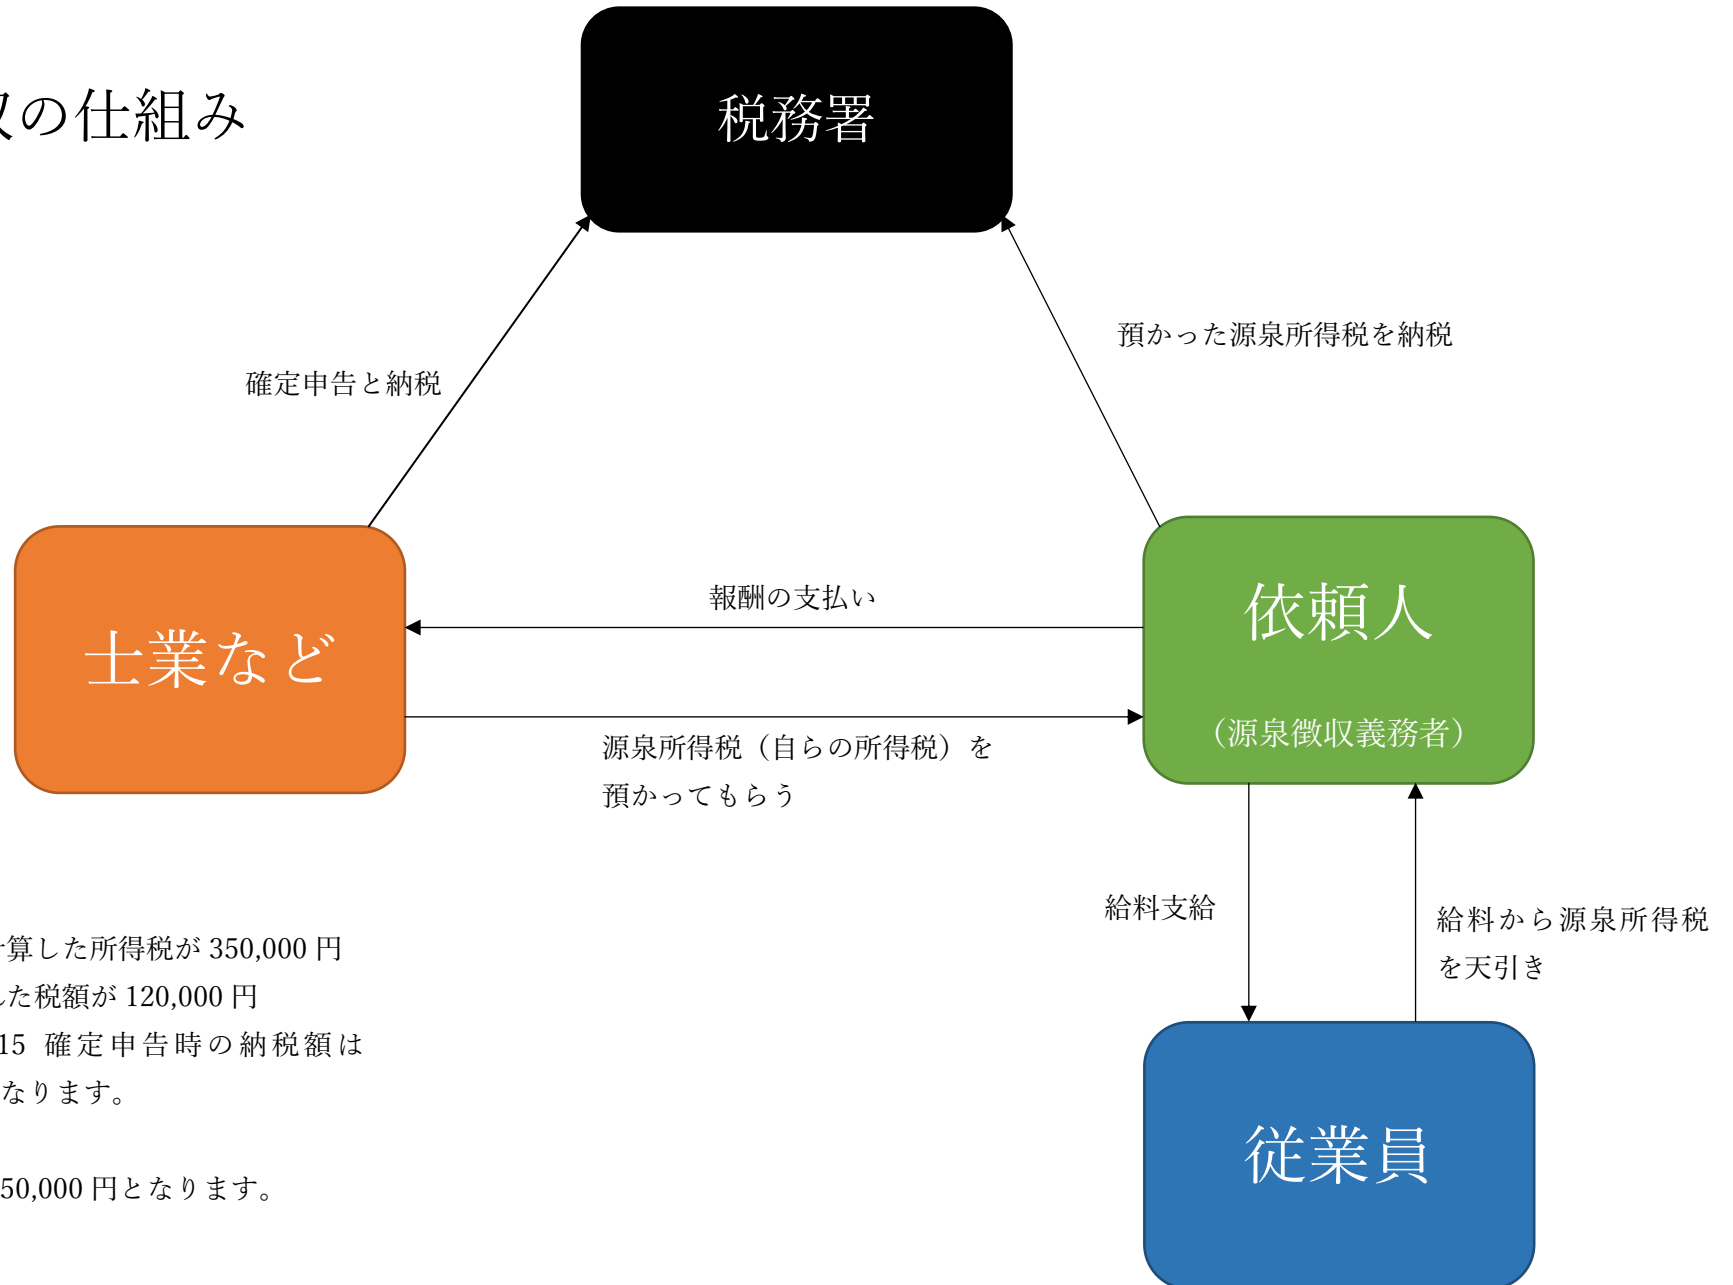 収の仕組み
税務署
預かった源泉所得税を納税
確定申告と納税
報酬の支払い
依頼人
（源泉徴収義務者）
士業など
源泉所得税（自らの所得税）を
預かってもらう
給料支給
給料から源泉所得税
を天引き
算した所得税が 350,000 円
た税額が 120,000 円
15 確定申告時の納税額は
なります。
50,000 円となります。
従業員